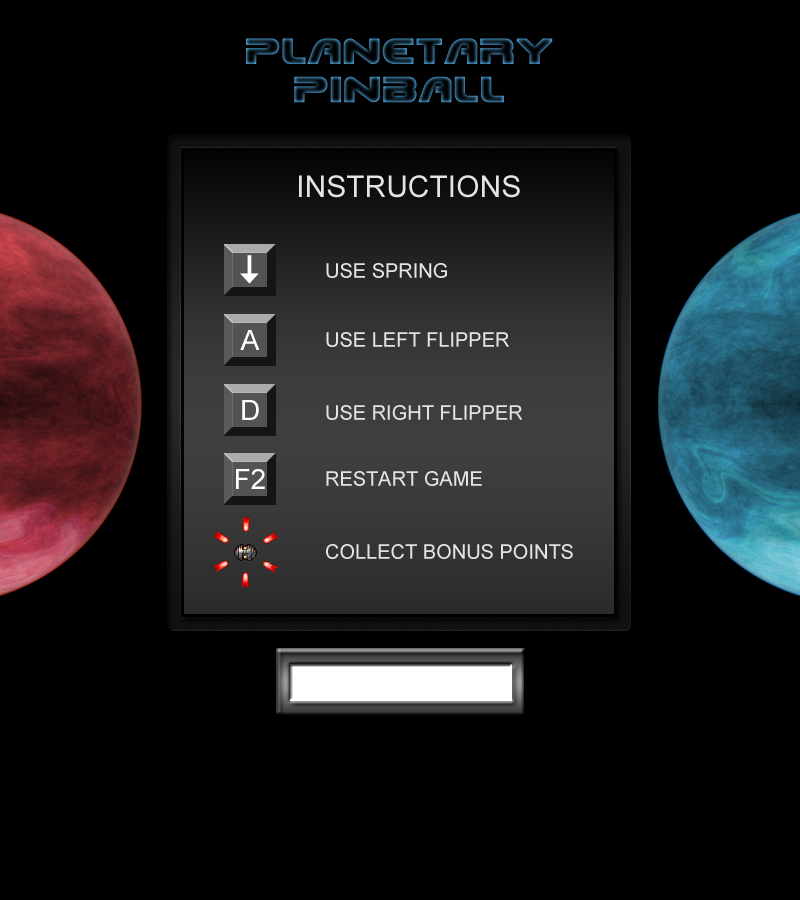 PLANETARY
PINBALL
INSTRUCTIONS
↓ USE SPRING
A USE LEFT FLIPPER
D USE RIGHT FLIPPER
F2 RESTART GAME
COLLECT BONUS POINTS